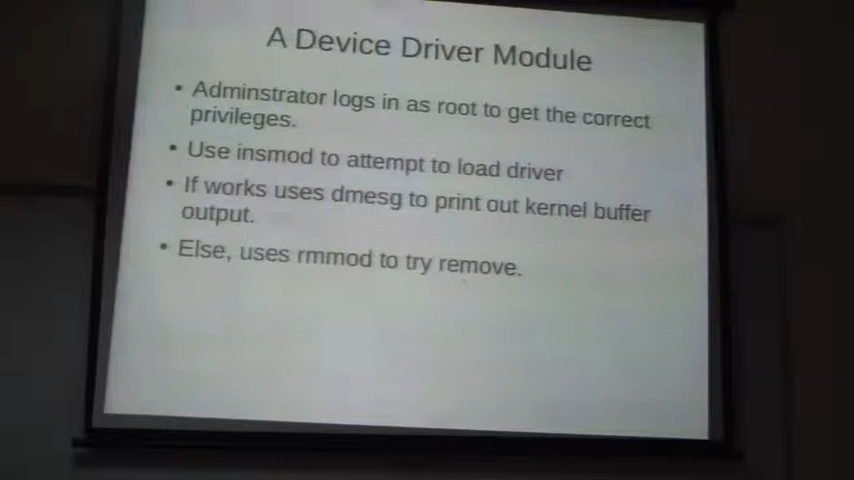 A Device Driver Module
• Adminstrator logs in as root to get the correct
privileges.
• Use insmod to attempt to load driver
• If works uses dmesg to print out kernel buffer
output.
• Else, uses rmmod to try remove.